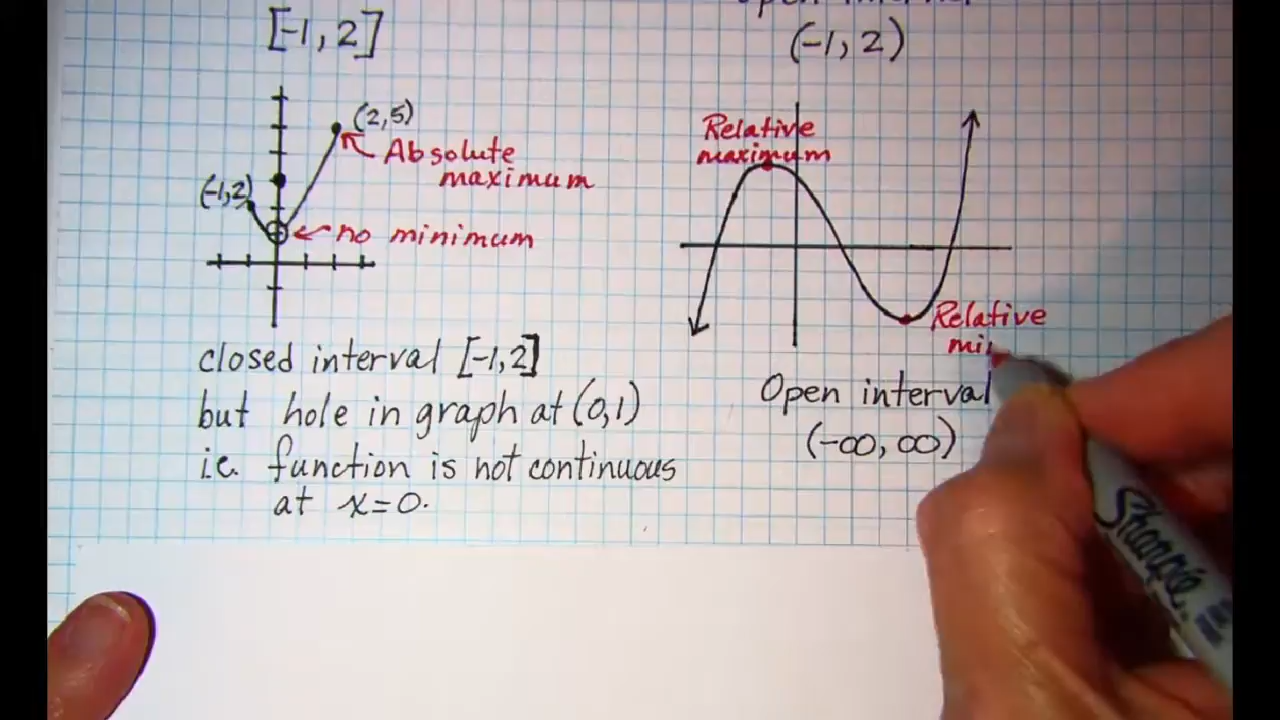 [-1, 2]
(-1, 2)
(2,5)
Absolute
maximum
(-1,2)
no minimum
Relative
maximum
Relative
mi
closed interval [-1,2]
but hole in graph at (0,1)
i.e. function is not continuous
at x=0.
Open interval
(-∞, ∞)
Sharpie